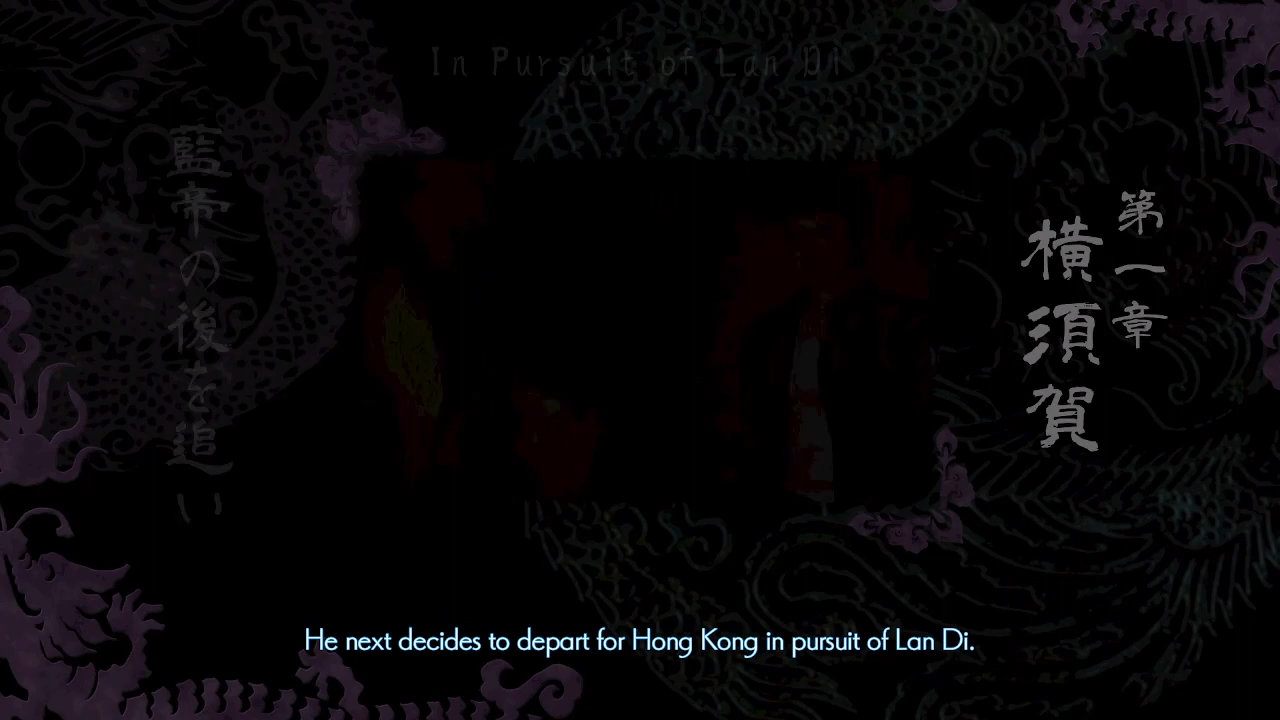 In Pursuit of Lan Di
第一章
横須賀
藍帝の後を追い
He next decides to depart for Hong Kong in pursuit of Lan Di.